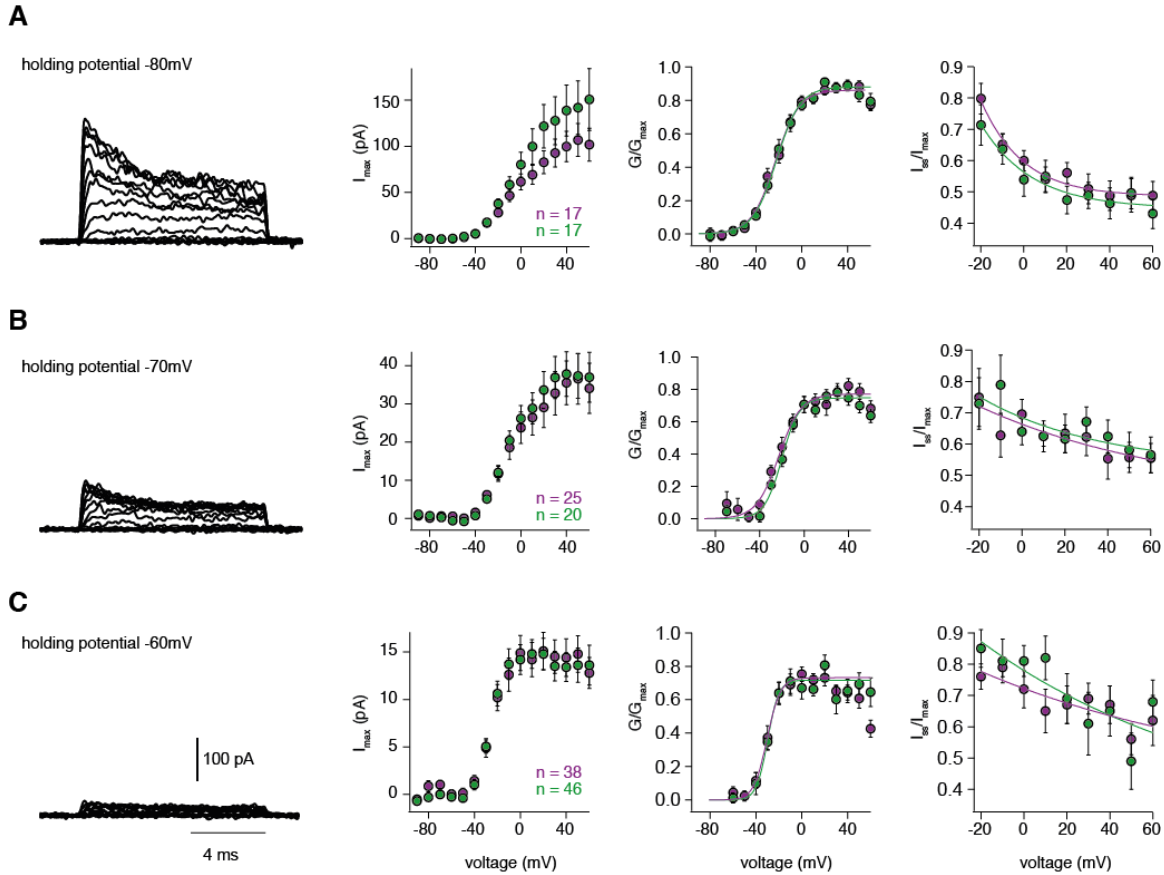 A
holding potential -80mV
I max (pA)
150
100
50
0
-80 -40 0 40
n = 17
n = 17
G/Gmax
1.0
0.8
0.6
0.4
0.2
0.0
-80 -40 0 40
Iss/Imax
0.9
0.8
0.7
0.6
0.5
0.4
-20 0 20 40 60
B
holding potential -70mV
I max (pA)
40
30
20
10
0
-80 -40 0 40
n = 25
n = 20
G/Gmax
1.0
0.8
0.6
0.4
0.2
0.0
-80 -40 0 40
Iss/Imax
0.9
0.8
0.7
0.6
0.5
0.4
-20 0 20 40 60
C
holding potential -60mV
100 pA
4 ms
I max (pA)
15
10
5
0
-80 -40 0 40
n = 38
n = 46
voltage (mV)
G/Gmax
1.0
0.8
0.6
0.4
0.2
0.0
-80 -40 0 40
voltage (mV)
Iss/Imax
0.9
0.8
0.7
0.6
0.5
0.4
-20 0 20 40 60
voltage (mV)